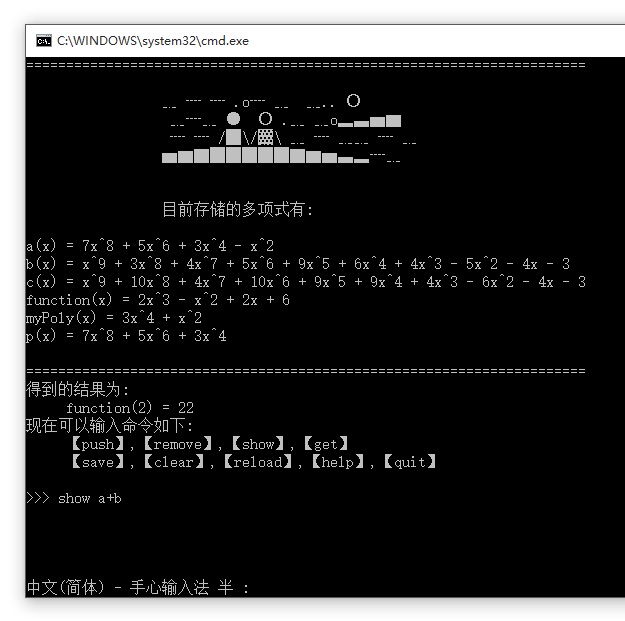 C:\WINDOWS\system32\cmd.exe
======================================================================
目前存储的多项式有:
a(x) = 7x^8 + 5x^6 + 3x^4 - x^2
b(x) = x^9 + 3x^8 + 4x^7 + 5x^6 + 9x^5 + 6x^4 + 4x^3 - 5x^2 - 4x - 3
c(x) = x^9 + 10x^8 + 4x^7 + 10x^6 + 9x^5 + 9x^4 + 4x^3 - 6x^2 - 4x - 3
function(x) = 2x^3 - x^2 + 2x + 6
myPoly(x) = 3x^4 + x^2
p(x) = 7x^8 + 5x^6 + 3x^4
======================================================================
得到的结果为:
function(2) = 22
现在可以输入命令如下:
【push】,【remove】,【show】,【get】
【save】,【clear】,【reload】,【help】,【quit】
>>> show a+b
中文(简体) - 手心输入法 半 :